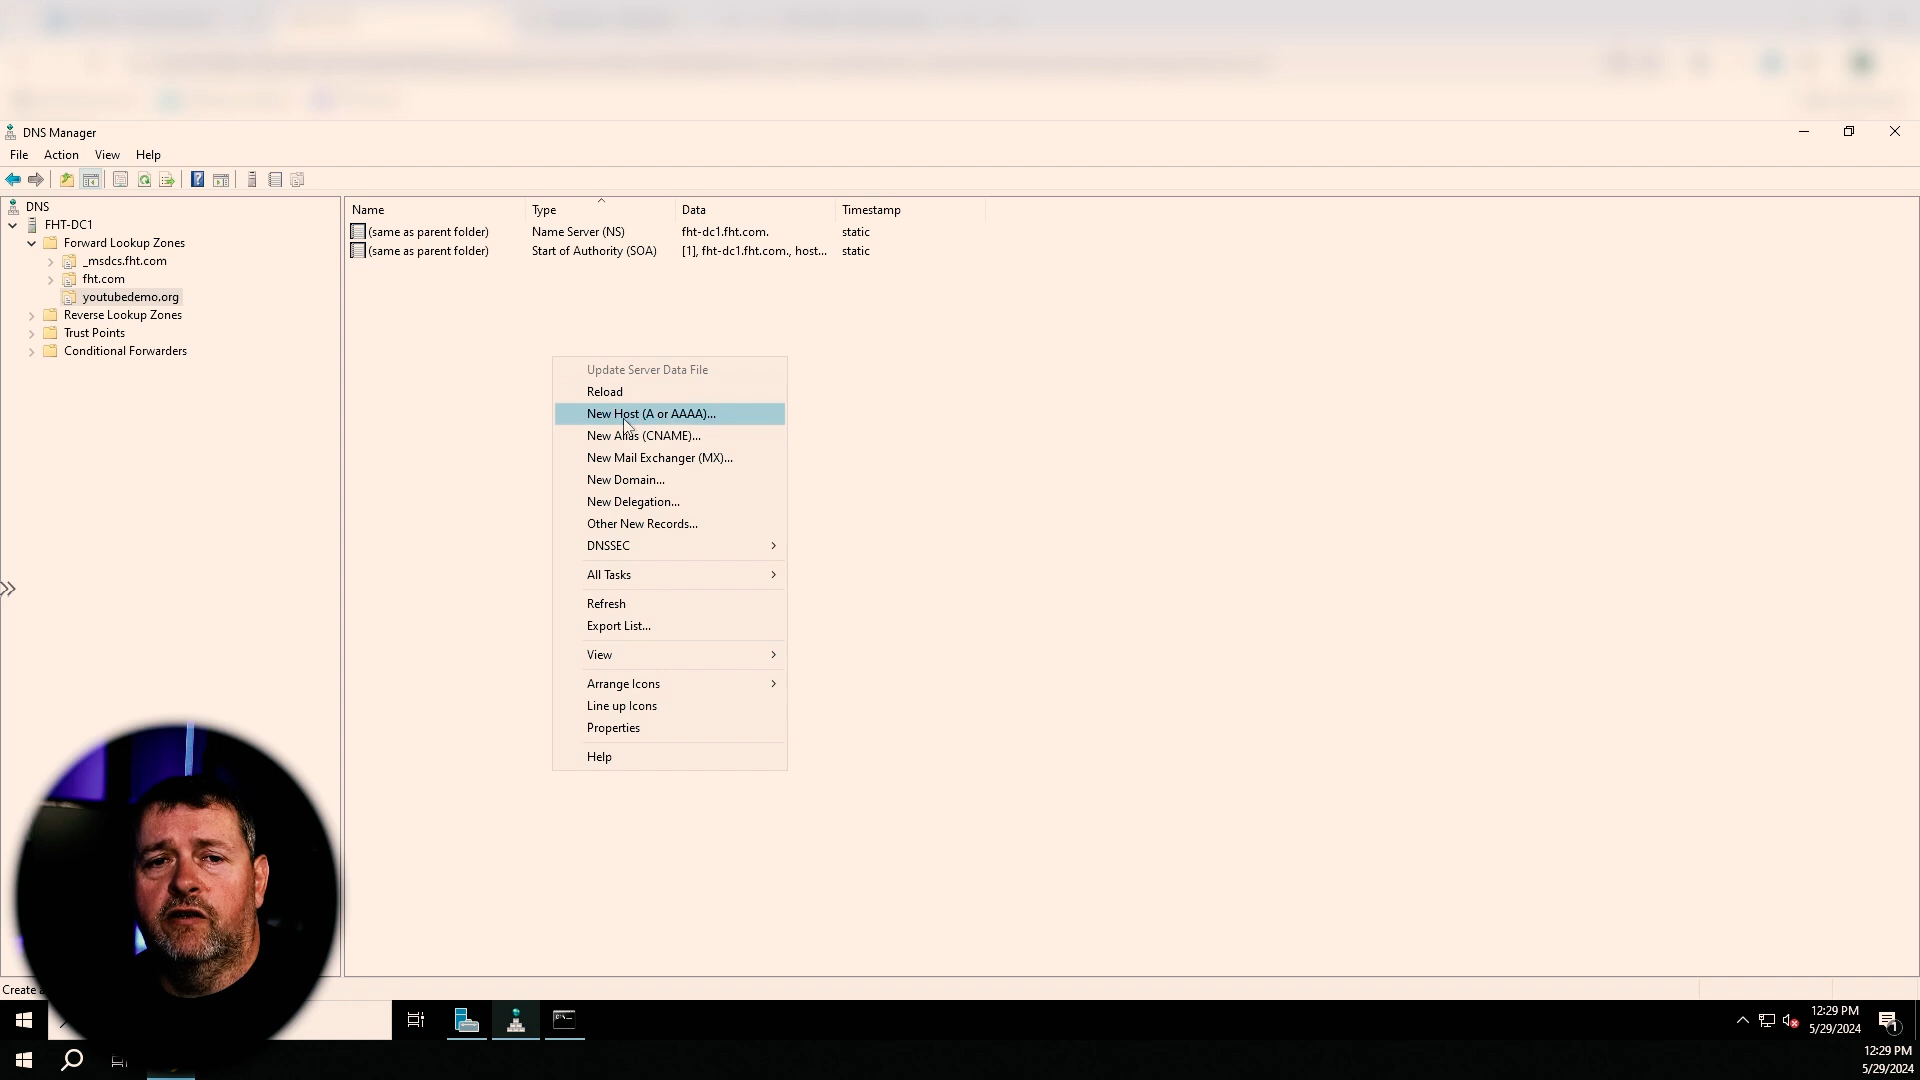 DNS Manager
File Action View Help
DNS
FHT-DC1
Forward Lookup Zones
_msdcs.fht.com
fht.com
youtubedemo.org
Reverse Lookup Zones
Trust Points
Conditional Forwarders
Name Type Data Timestamp
(same as parent folder) Name Server (NS) fht-dc1.fht.com. static
(same as parent folder) Start of Authority (SOA) [1], fht-dc1.fht.com., host... static
Update Server Data File
Reload
New Host (A or AAAA)...
New Alias (CNAME)...
New Mail Exchanger (MX)...
New Domain...
New Delegation...
Other New Records...
DNSSEC
All Tasks
Refresh
Export List...
View
Arrange Icons
Line up Icons
Properties
Help
Create
12:29 PM
5/29/2024
1
12:29 PM
5/29/2024